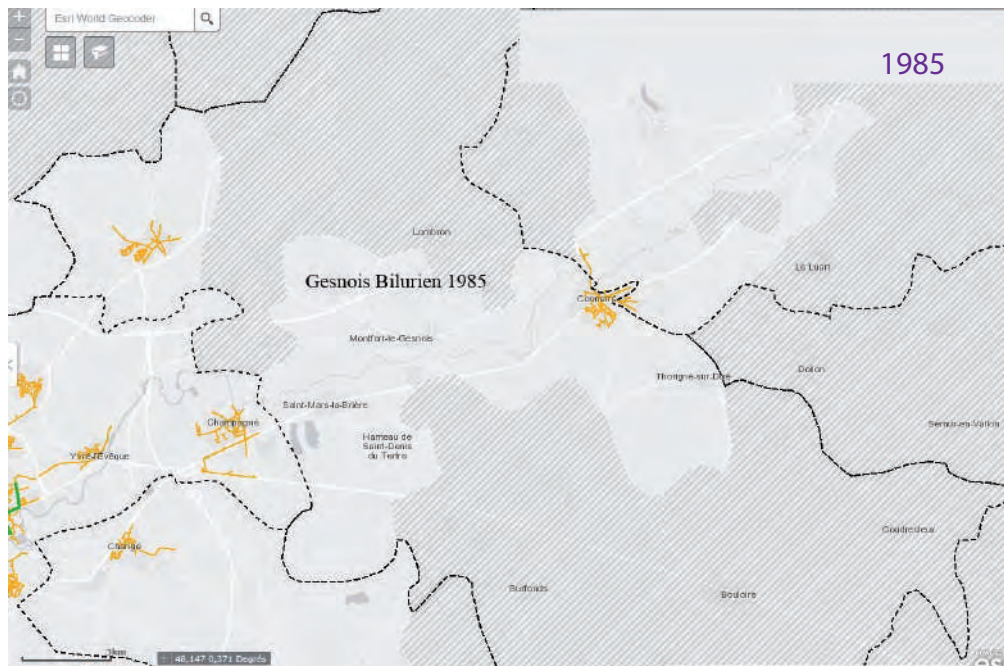 +
Esri World Geocoder
−
1985
Lombron
Le Luart
Gesnois Bilurien 1985
Connerré
Montfort-le-Gesnois
Dollon
Thorigné-sur-Dué
Saint-Mars-la-Brière
Champagné
Semur-en-Vallon
Hameau de
Saint-Denis
du Tertre
Yvré-l'Évêque
Coudrecieux
Changé
Surfonds
Bouloire
3km
48,147 0,371 Degrés